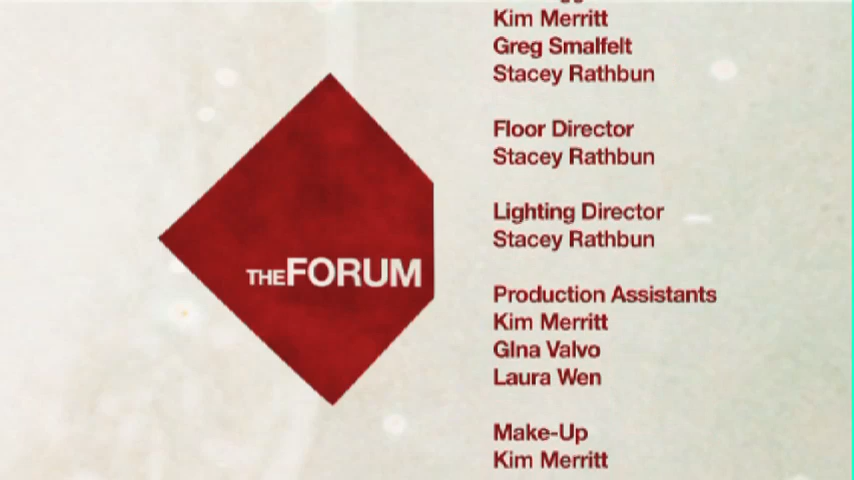 Kim Merritt
Greg Smalfelt
Stacey Rathbun
Floor Director
Stacey Rathbun
Lighting Director
Stacey Rathbun
THEFORUM
Production Assistants
Kim Merritt
GIna Valvo
Laura Wen
Make-Up
Kim Merritt